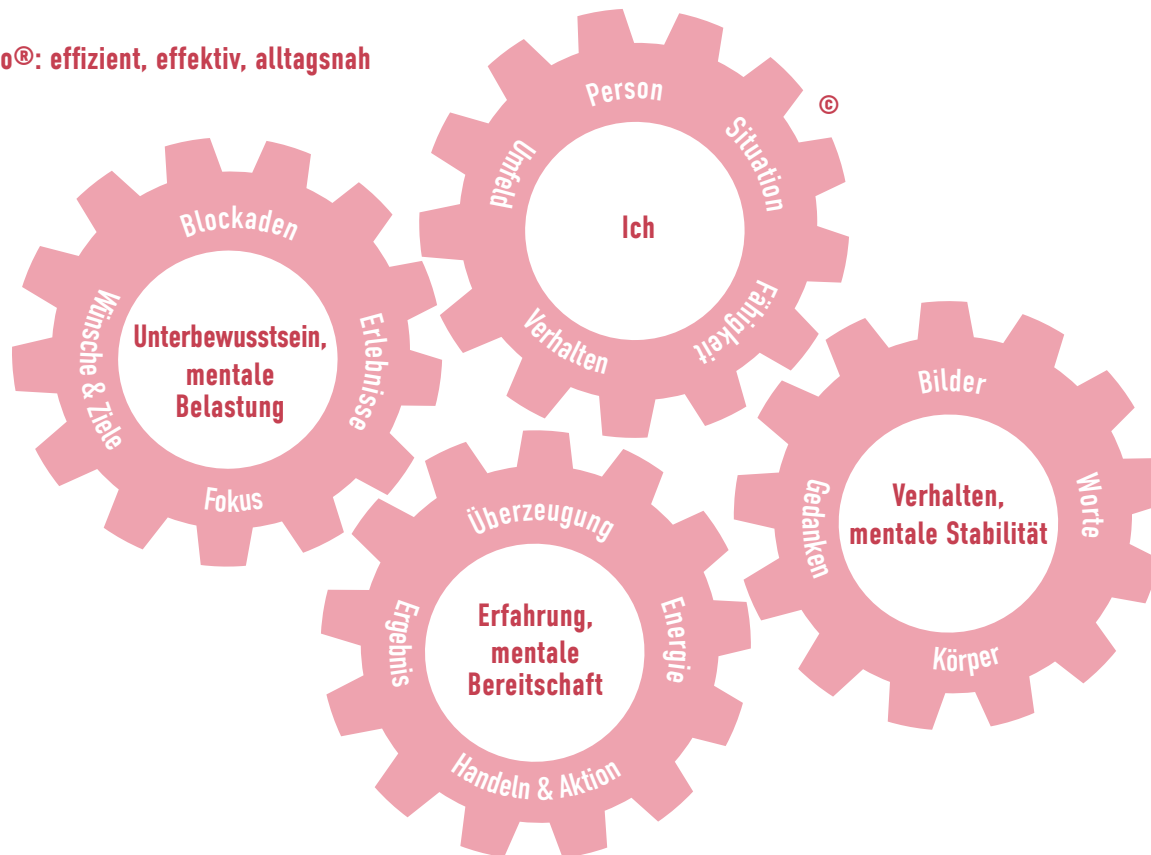 o®: effizient, effektiv, alltagsnah
©
Person
Situation
Fähigkeit
Verhalten
Umfeld
Ich
Blockaden
Erlebnisse
Fokus
Wünsche & Ziele
Unterbewusstsein,
mentale
Belastung
Überzeugung
Energie
Handeln & Aktion
Ergebnis
Erfahrung,
mentale
Bereitschaft
Bilder
Worte
Körper
Gedanken
Verhalten,
mentale Stabilität